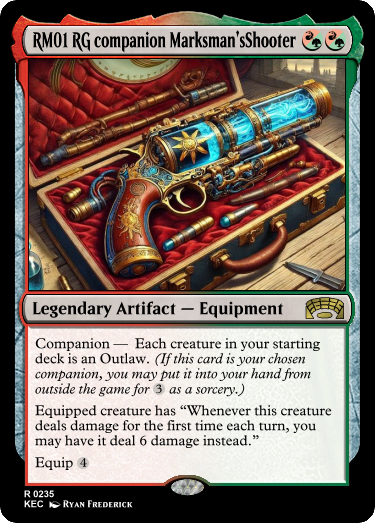 RM01 RG companion Marksman'sShooter
Legendary Artifact — Equipment
Companion — Each creature in your starting
deck is an Outlaw. (If this card is your chosen
companion, you may put it into your hand from
outside the game for 3 as a sorcery.)
Equipped creature has “Whenever this creature
deals damage for the first time each turn, you
may have it deal 6 damage instead.”
Equip 4
R 0235
KEC Ryan Frederick